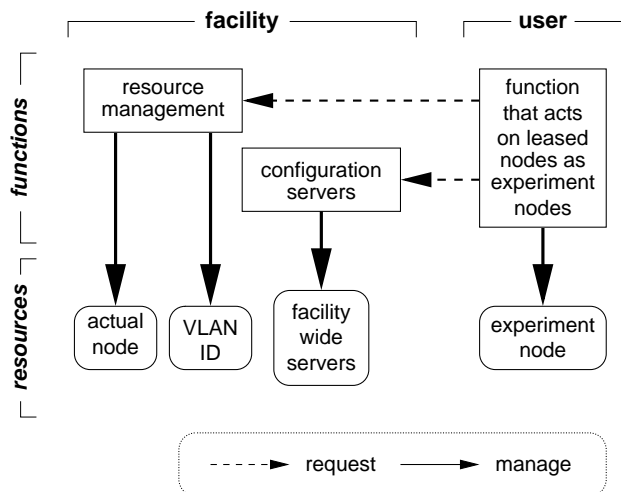 facility
user
functions
resource
management
function
that acts
on leased
nodes as
experiment
nodes
configuration
servers
resources
actual
node
VLAN
ID
facility
wide
servers
experiment
node
request
manage